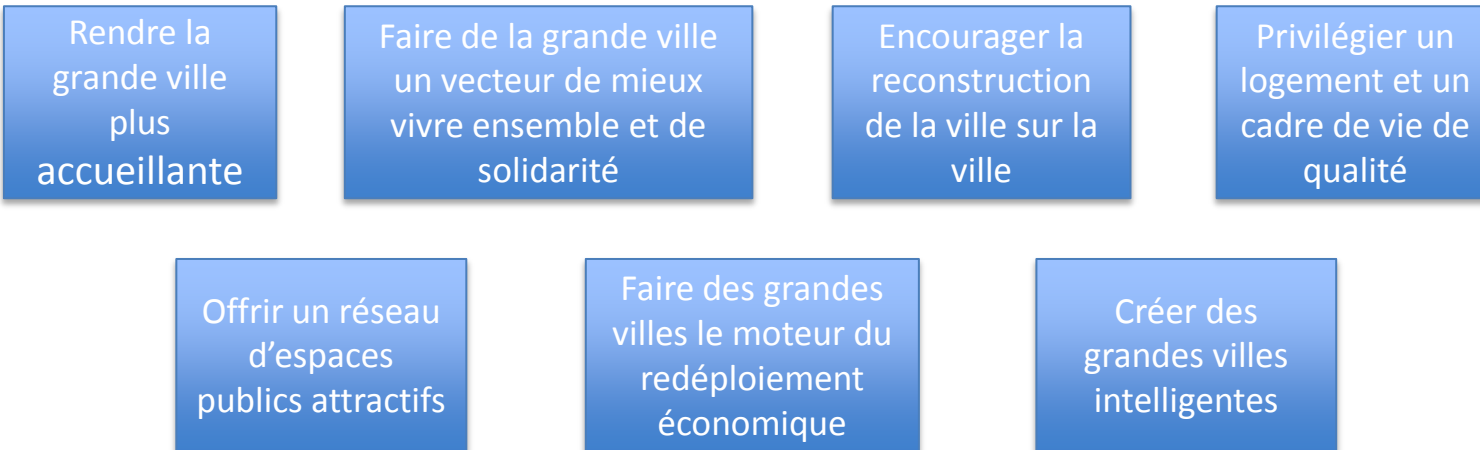 Rendre la
grande ville
plus
accueillante
Faire de la grande ville
un vecteur de mieux
vivre ensemble et de
solidarité
Encourager la
reconstruction
de la ville sur la
ville
Privilégier un
logement et un
cadre de vie de
qualité
Offrir un réseau
d’espaces
publics attractifs
Faire des grandes
villes le moteur du
redéploiement
économique
Créer des
grandes villes
intelligentes